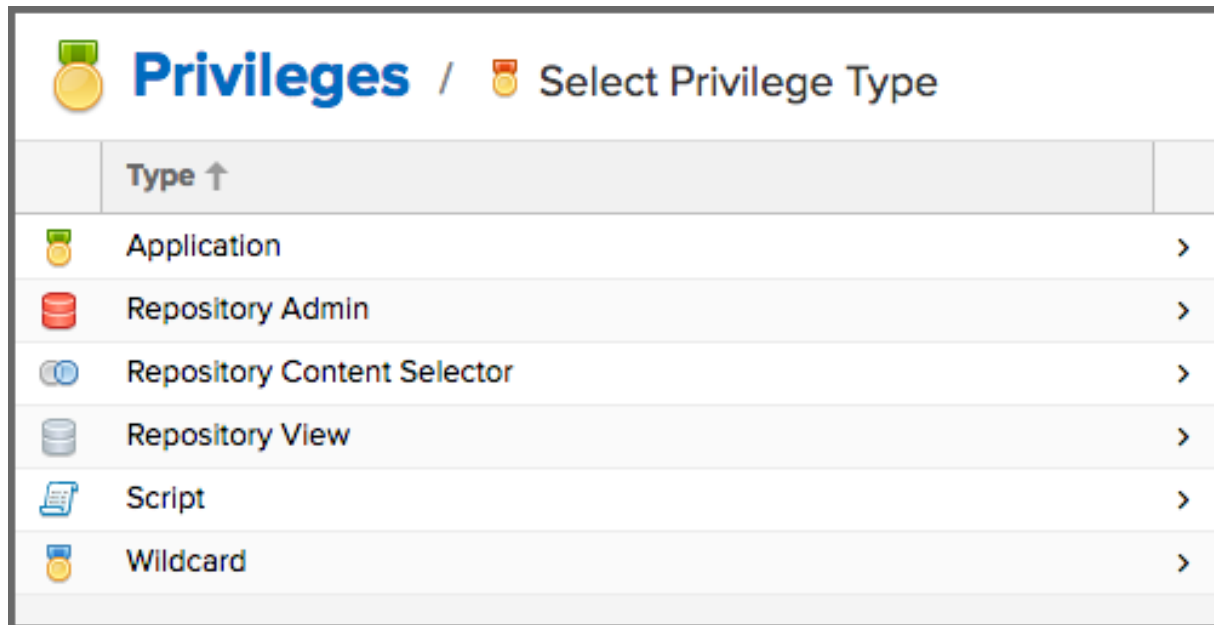 Privileges / Select Privilege Type
Type ↑
Application
Repository Admin
Repository Content Selector
Repository View
Script
Wildcard